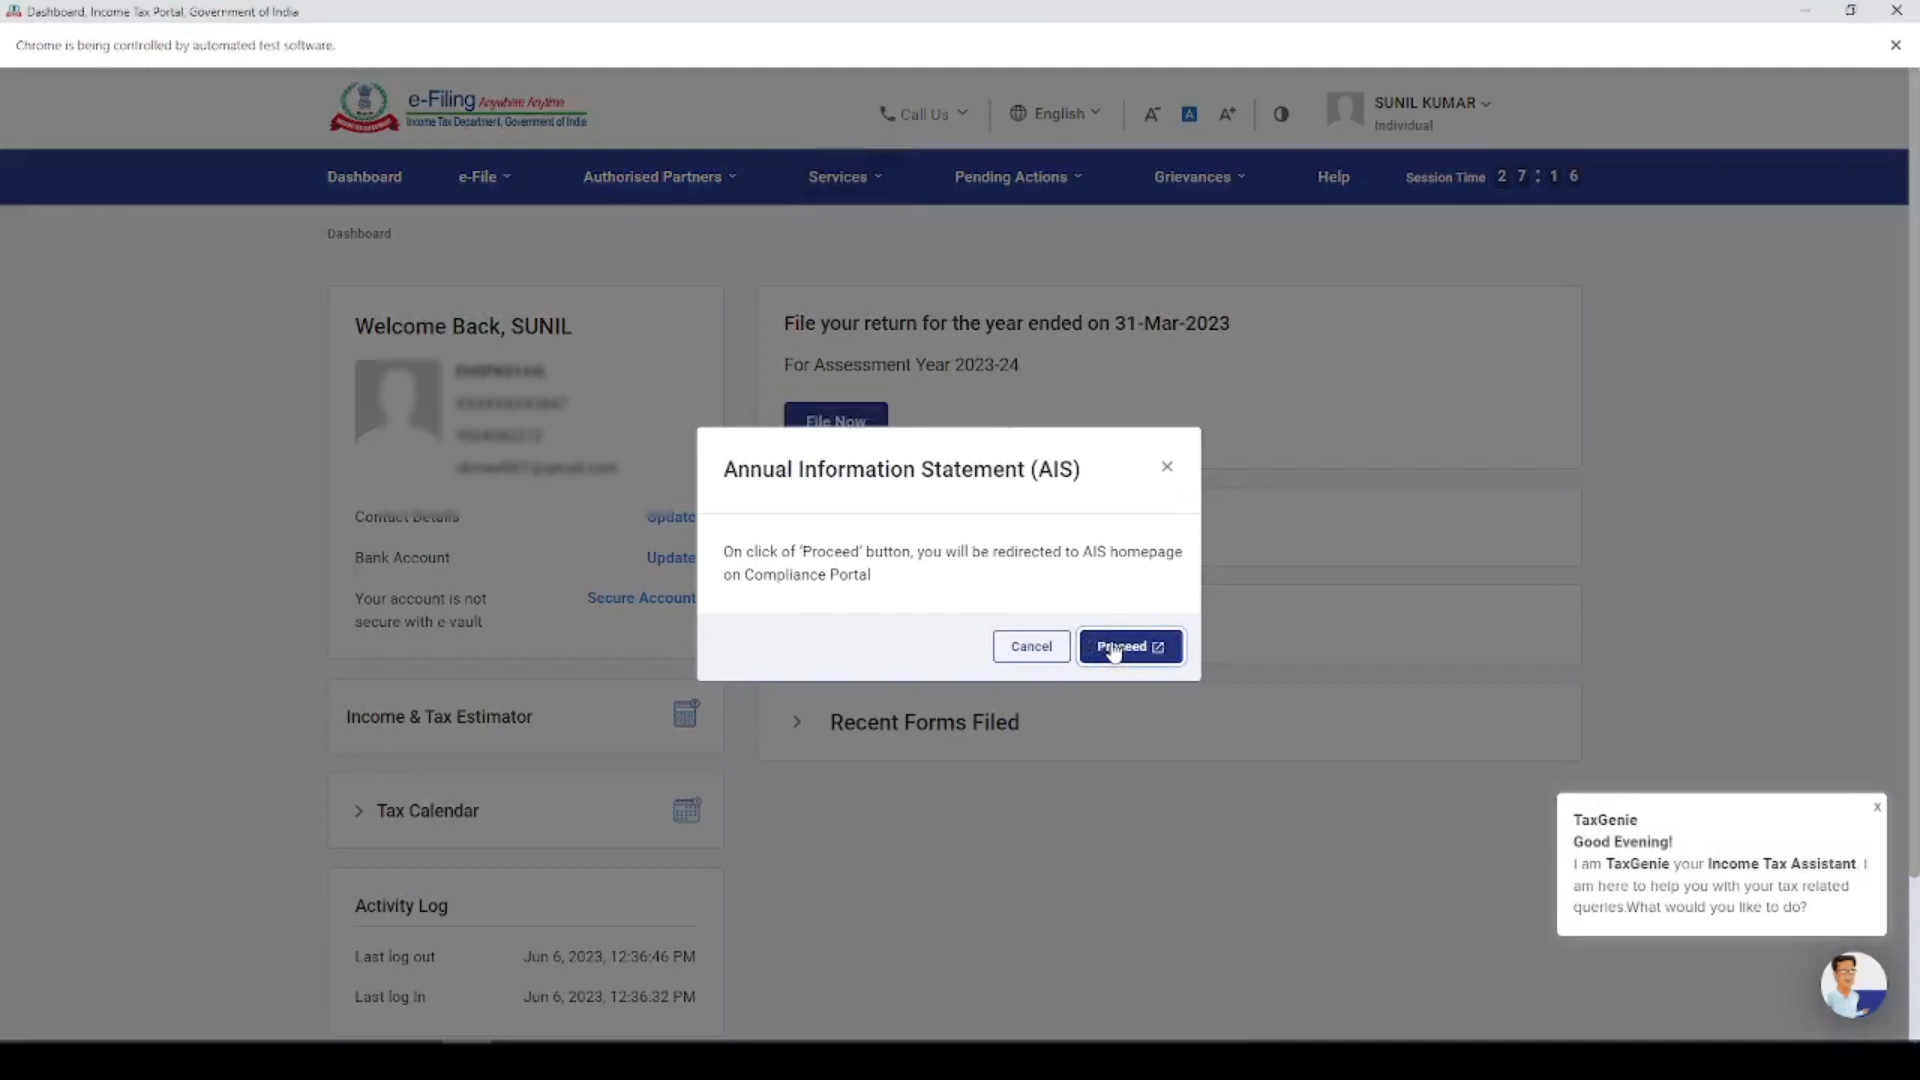 Dashboard, Income Tax Portal, Government of India
Chrome is being controlled by automated test software.
e-Filing Anywhere Anytime
Income Tax Department, Government of India
Call Us
English
A-
A
A+
SUNIL KUMAR
Individual
Dashboard
e-File
Authorised Partners
Services
Pending Actions
Grievances
Help
Session Time 2 7 : 1 6
Dashboard
Welcome Back, SUNIL
Contact Details Update
Bank Account Update
Your account is not
secure with e-vault
Secure Account
File your return for the year ended on 31-Mar-2023
For Assessment Year 2023-24
File Now
Annual Information Statement (AIS)
On click of 'Proceed' button, you will be redirected to AIS homepage
on Compliance Portal
Cancel
Proceed
Income & Tax Estimator
Tax Calendar
Recent Forms Filed
Activity Log
Last log out Jun 6, 2023, 12:36:46 PM
Last log In Jun 6, 2023, 12:36:32 PM
x
TaxGenie
Good Evening!
I am TaxGenie your Income Tax Assistant. I
am here to help you with your tax related
queries.What would you like to do?